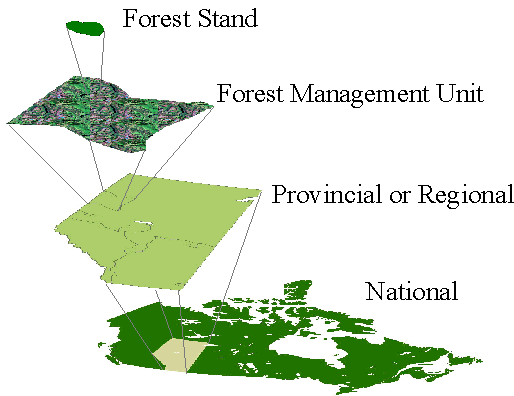 Forest Stand
Forest Management Unit
Provincial or Regional
National